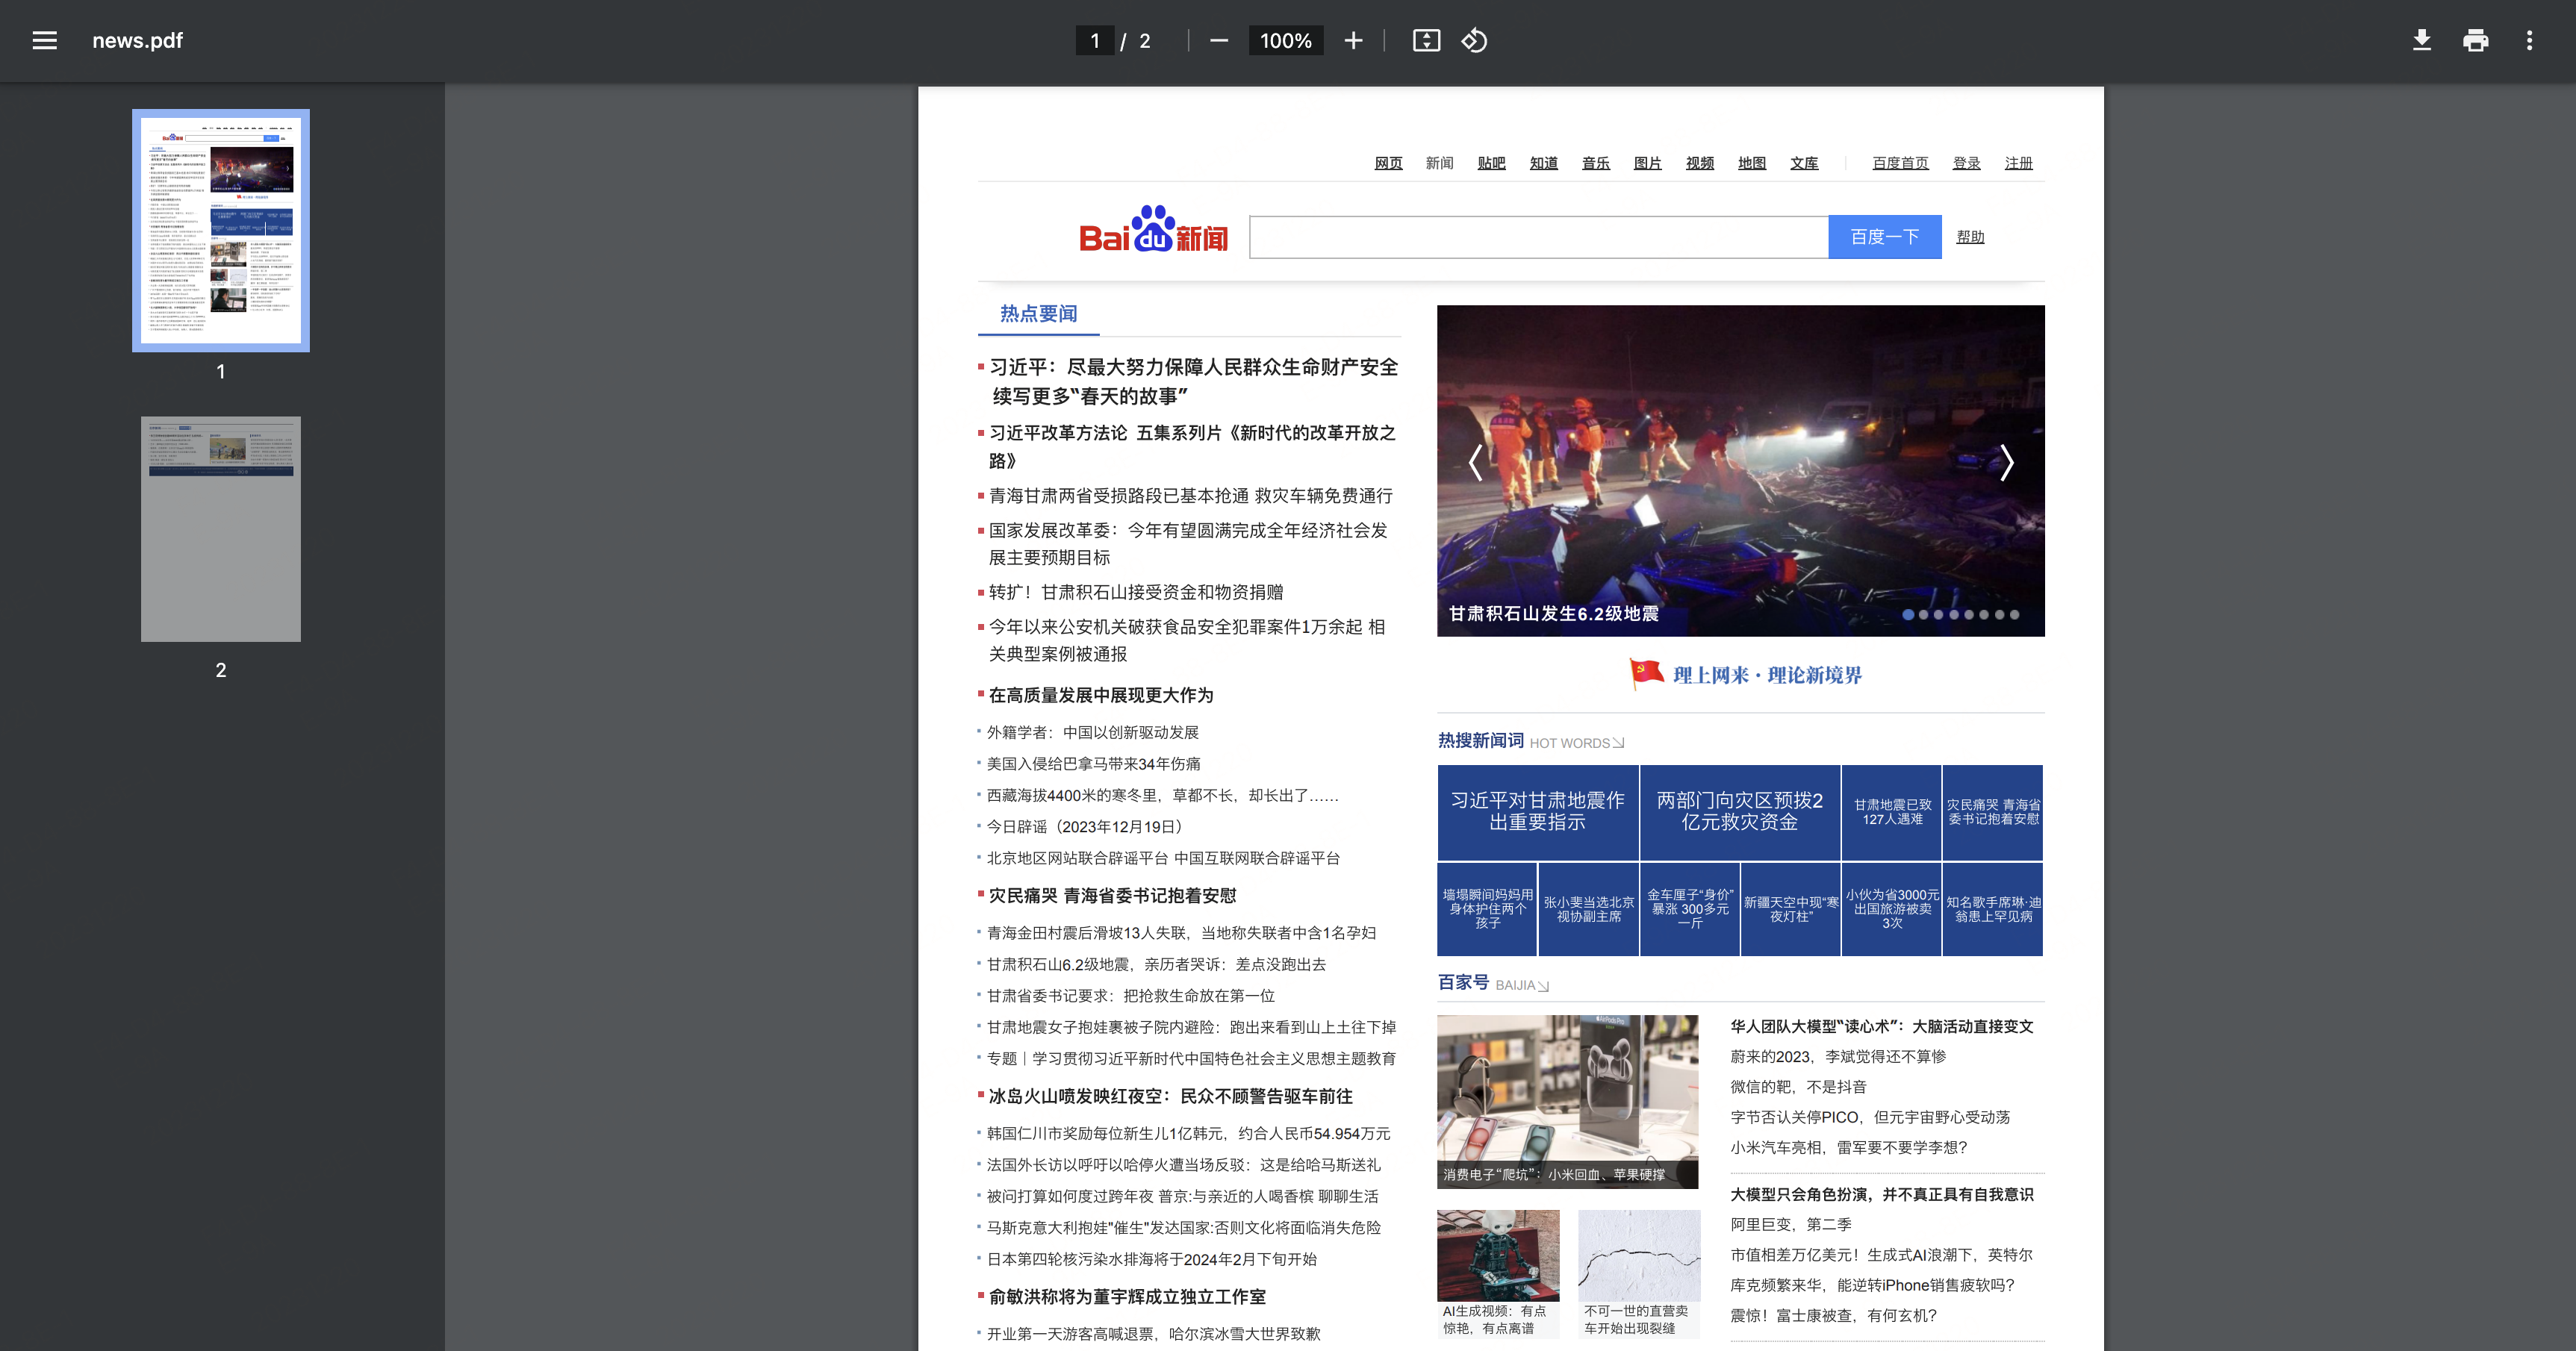 news.pdf
1 / 2
100%
1
2
网页 新闻 贴吧 知道 音乐 图片 视频 地图 文库 百度首页 登录 注册
Bai du 新闻
百度一下
帮助
热点要闻
习近平：尽最大努力保障人民群众生命财产安全
续写更多“春天的故事”
习近平改革方法论 五集系列片《新时代的改革开放之
路》
青海甘肃两省受损路段已基本抢通 救灾车辆免费通行
国家发展改革委：今年有望圆满完成全年经济社会发
展主要预期目标
转扩！甘肃积石山接受资金和物资捐赠
今年以来公安机关破获食品安全犯罪案件1万余起 相
关典型案例被通报
在高质量发展中展现更大作为
外籍学者：中国以创新驱动发展
美国入侵给巴拿马带来34年伤痛
西藏海拔4400米的寒冬里，草都不长，却长出了……
今日辟谣（2023年12月19日）
北京地区网站联合辟谣平台 中国互联网联合辟谣平台
灾民痛哭 青海省委书记抱着安慰
青海金田村震后滑坡13人失联，当地称失联者中含1名孕妇
甘肃积石山6.2级地震，亲历者哭诉：差点没跑出去
甘肃省委书记要求：把抢救生命放在第一位
甘肃地震女子抱娃裹被子院内避险：跑出来看到山上土往下掉
专题｜学习贯彻习近平新时代中国特色社会主义思想主题教育
冰岛火山喷发映红夜空：民众不顾警告驱车前往
韩国仁川市奖励每位新生儿1亿韩元，约合人民币54.954万元
法国外长访以呼吁以哈停火遭当场反驳：这是给哈马斯送礼
被问打算如何度过跨年夜 普京:与亲近的人喝香槟 聊聊生活
马斯克意大利抱娃"催生"发达国家:否则文化将面临消失危险
日本第四轮核污染水排海将于2024年2月下旬开始
俞敏洪称将为董宇辉成立独立工作室
开业第一天游客高喊退票，哈尔滨冰雪大世界致歉
甘肃积石山发生6.2级地震
理上网来·理论新境界
热搜新闻词 HOT WORDS
习近平对甘肃地震作
出重要指示
两部门向灾区预拨2
亿元救灾资金
甘肃地震已致
127人遇难
灾民痛哭 青海省
委书记抱着安慰
墙塌瞬间妈妈用
身体护住两个
孩子
张小斐当选北京
视协副主席
金车厘子“身价”
暴涨 300多元
一斤
新疆天空中现“寒
夜灯柱”
小伙为省3000元
出国旅游被卖
3次
知名歌手席琳·迪
翁患上罕见病
百家号 BAIJIA
AirPods Pro
消费电子“爬坑”：小米回血、苹果硬撑
AI生成视频：有点
惊艳，有点离谱
不可一世的直营卖
车开始出现裂缝
华人团队大模型“读心术”：大脑活动直接变文
蔚来的2023，李斌觉得还不算惨
微信的靶，不是抖音
字节否认关停PICO，但元宇宙野心受动荡
小米汽车亮相，雷军要不要学李想？
大模型只会角色扮演，并不真正具有自我意识
阿里巨变，第二季
市值相差万亿美元！生成式AI浪潮下，英特尔
库克频繁来华，能逆转iPhone销售疲软吗？
震惊！富士康被查，有何玄机？